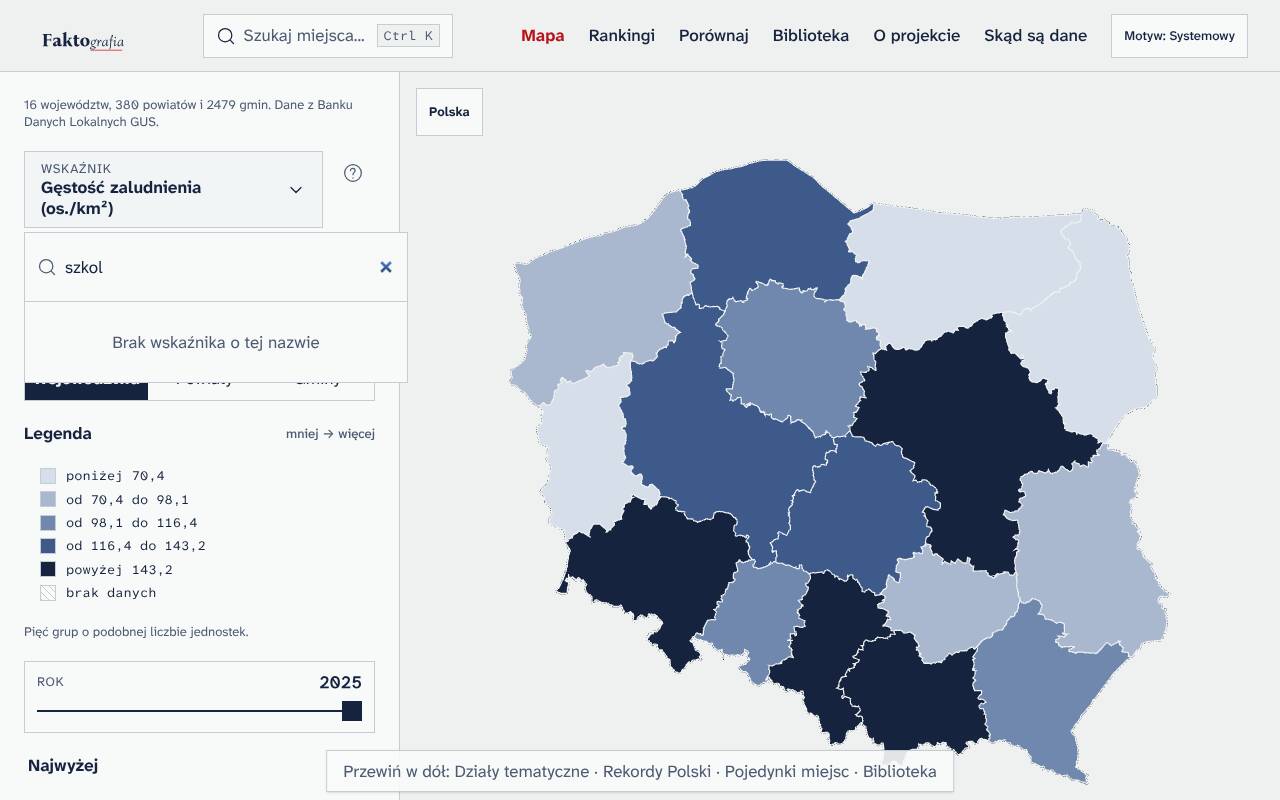 Faktografia
Szukaj miejsca...
Ctrl K
Mapa
Rankingi
Porównaj
Biblioteka
O projekcie
Skąd są dane
Motyw: Systemowy
16 województw, 380 powiatów i 2479 gmin. Dane z Banku
Danych Lokalnych GUS.
Polska
WSKAŹNIK
Gęstość zaludnienia
(os./km²)
szkol
Brak wskaźnika o tej nazwie
Legenda
mniej → więcej
poniżej 70,4
od 70,4 do 98,1
od 98,1 do 116,4
od 116,4 do 143,2
powyżej 143,2
brak danych
Pięć grup o podobnej liczbie jednostek.
ROK
2025
Najwyżej
Przewiń w dół: Działy tematyczne · Rekordy Polski · Pojedynki miejsc · Biblioteka